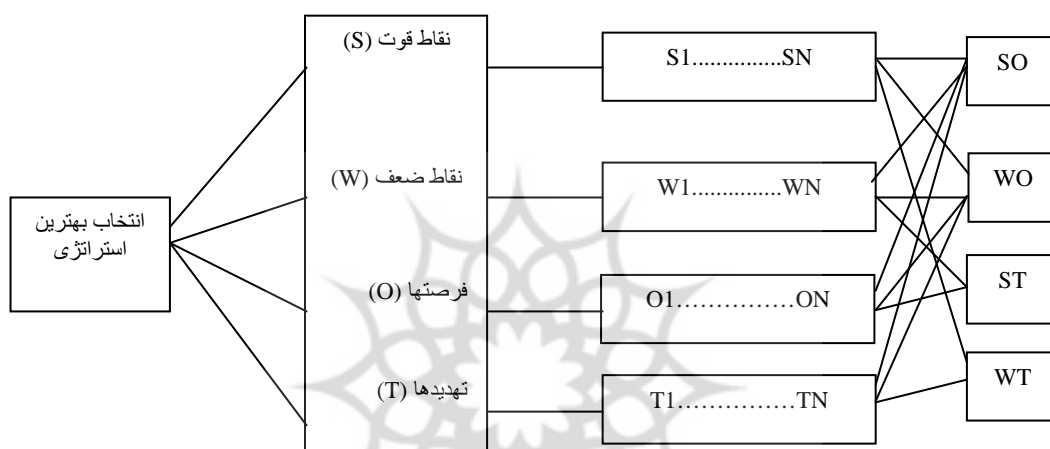 انتخاب بهترین
استراتژی
نقاط قوت (S)
نقاط ضعف (W)
فرصتها (O)
تهدیدها (T)
S1...............SN
W1..............WN
O1……………ON
T1……………TN
SO
WO
ST
WT